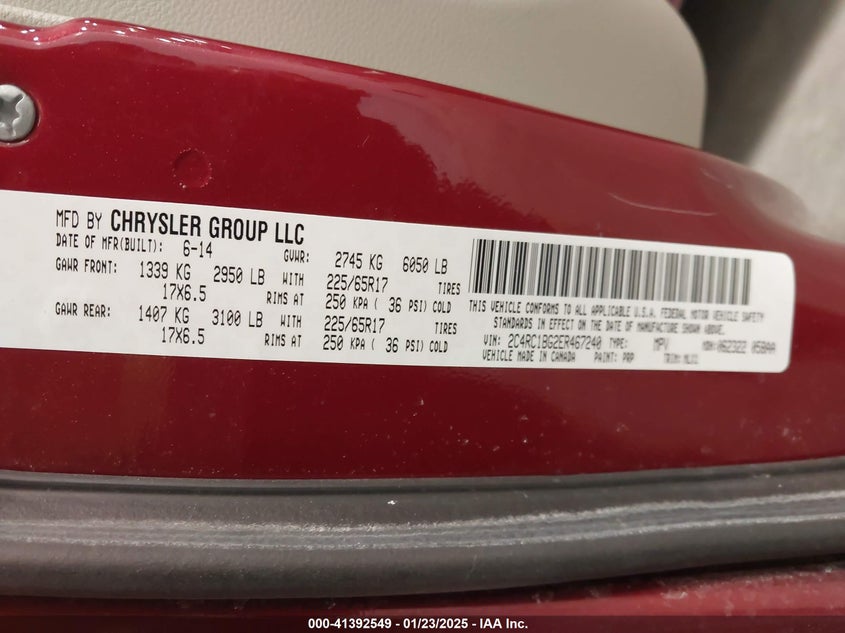 MFD BY CHRYSLER GROUP LLC
DATE OF MFR(BUILT): 6-14 GVWR: 2745 KG 6050 LB
GAWR FRONT: 1339 KG 2950 LB WITH 225/65R17 TIRES
17X6.5 RIMS AT 250 KPA ( 36 PSI) COLD
GAWR REAR: 1407 KG 3100 LB WITH 225/65R17 TIRES
17X6.5 RIMS AT 250 KPA ( 36 PSI) COLD
THIS VEHICLE CONFORMS TO ALL APPLICABLE U.S.A. FEDERAL MOTOR VEHICLE SAFETY
STANDARDS IN EFFECT ON THE DATE OF MANUFACTURE SHOWN ABOVE.
VIN: 2C4RC1BG2ER467240 TYPE: MPV MDH: 062322 058AA
VEHICLE MADE IN CANADA PAINT: PRP TRIM:
000-41392549 - 01/23/2025 - IAA Inc.